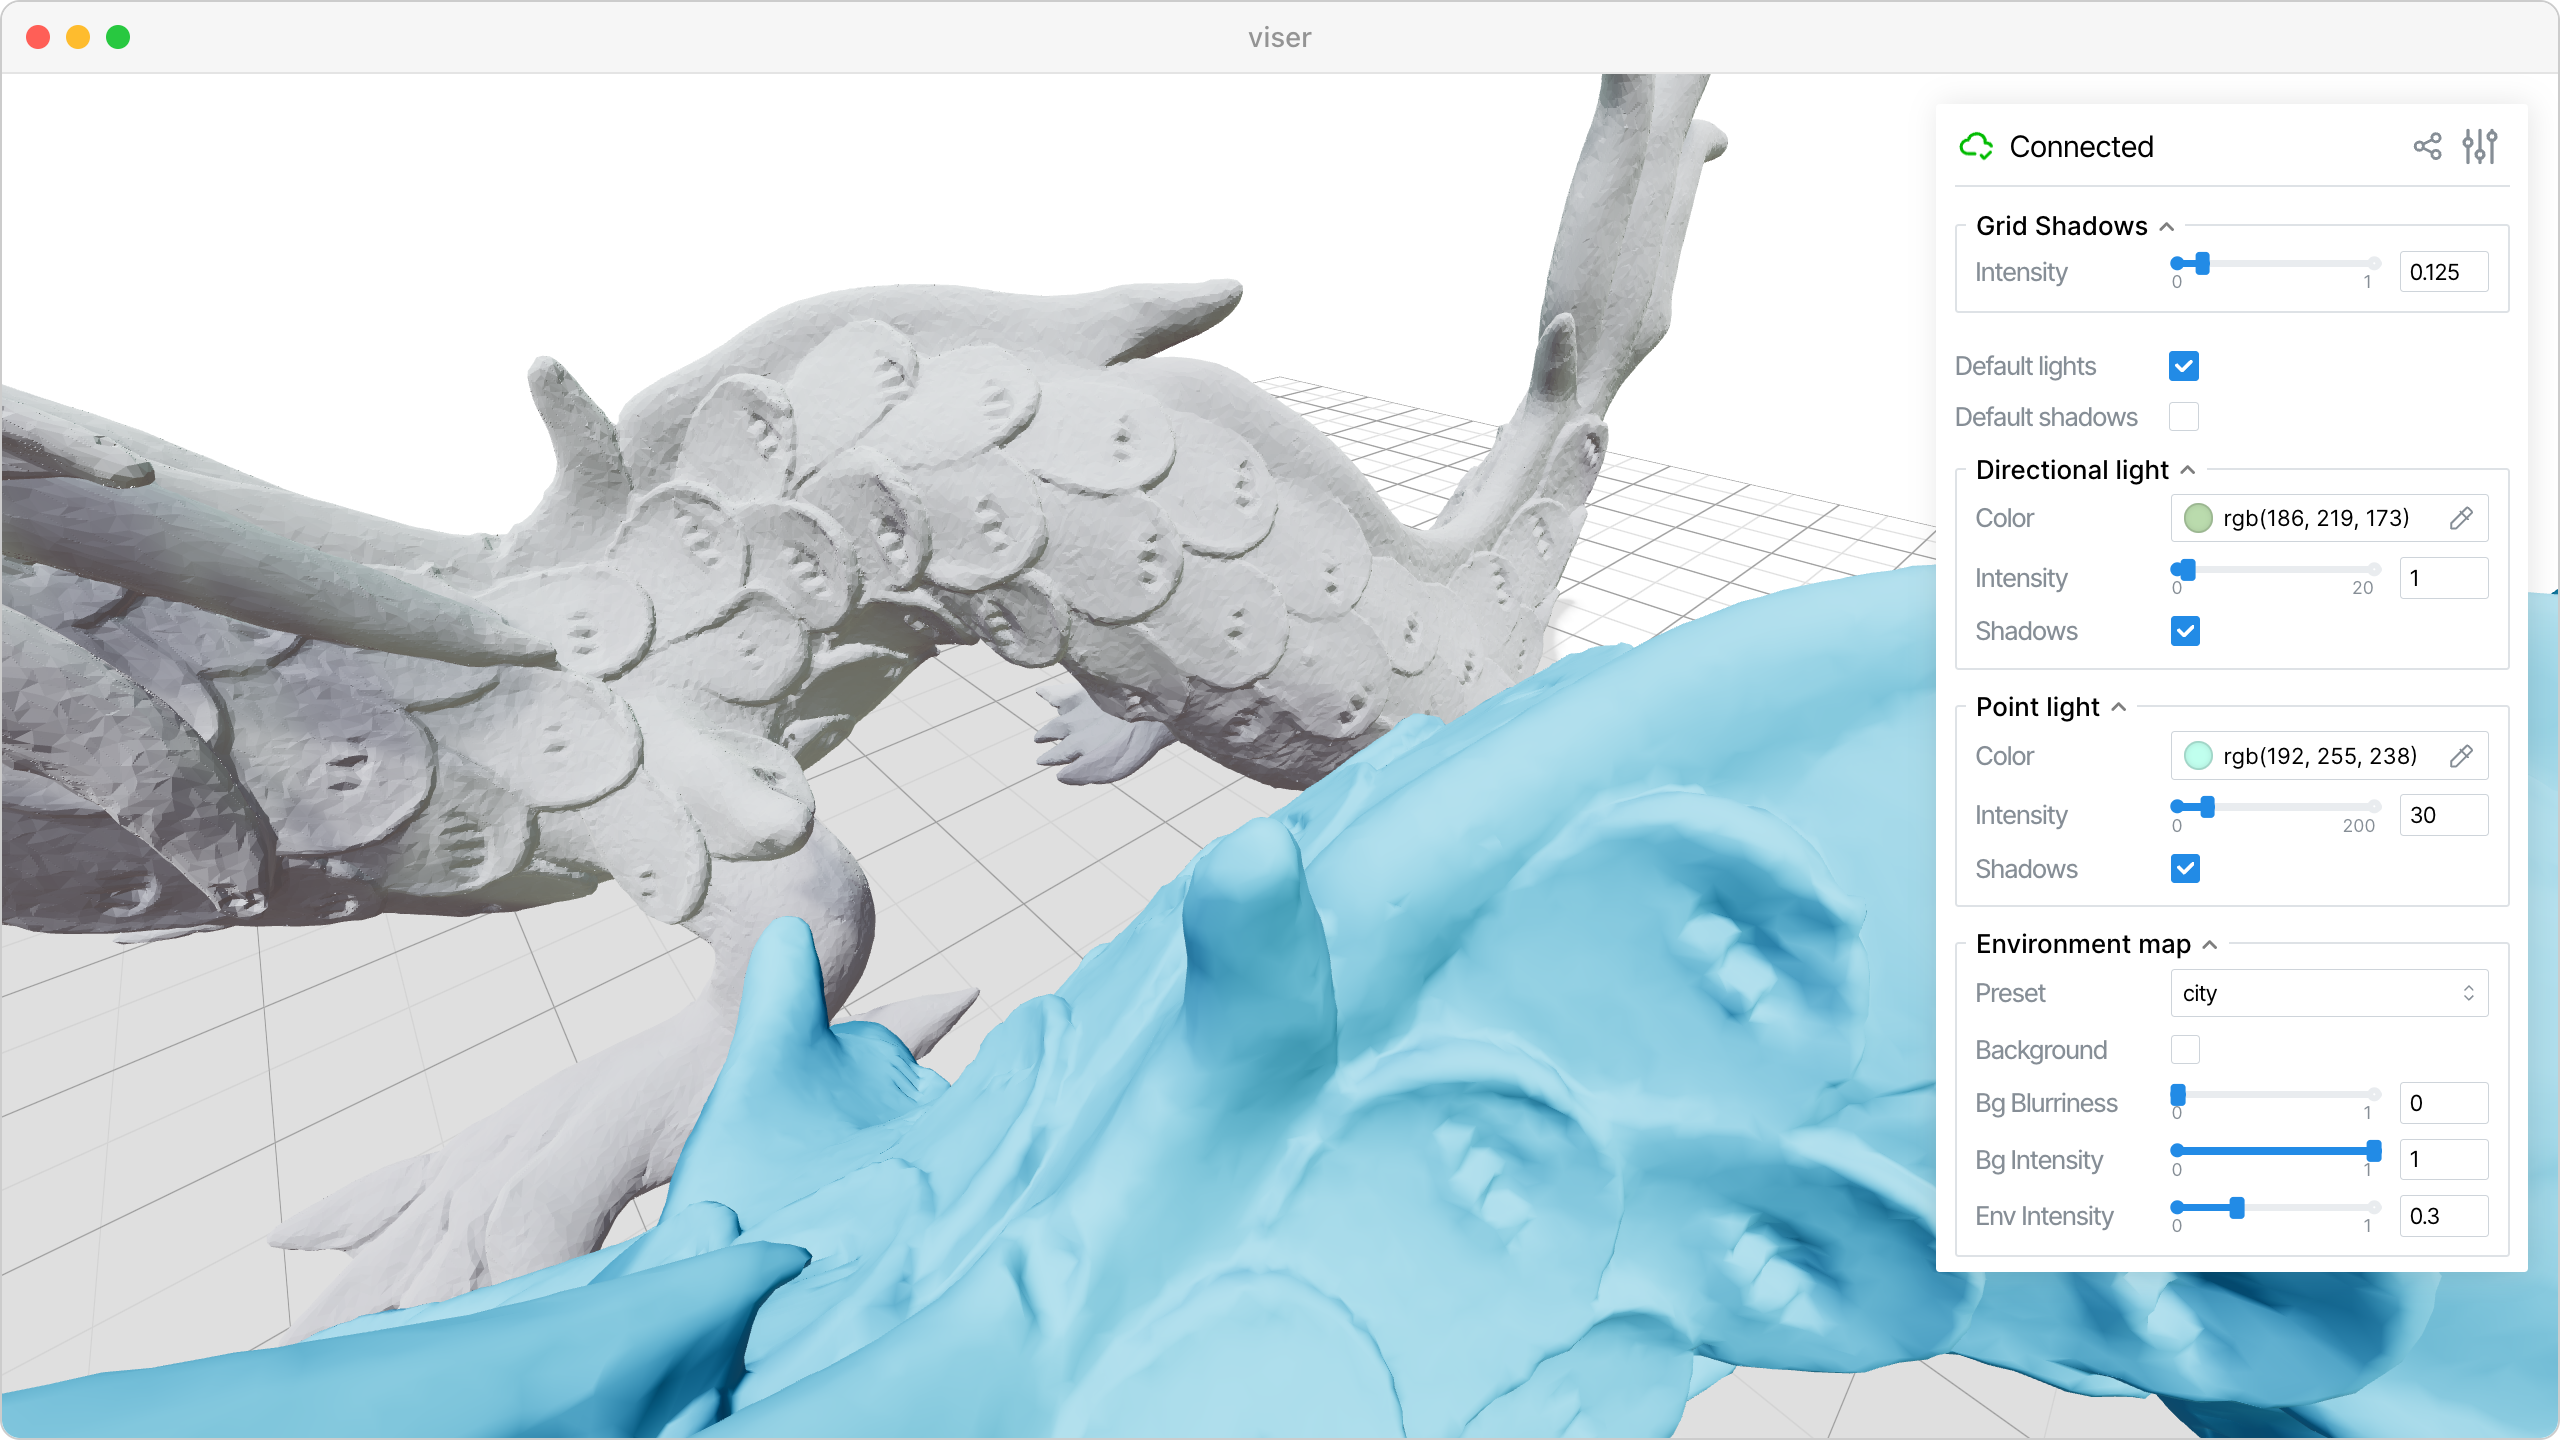 viser
Connected
Grid Shadows
Intensity
0
1
0.125
Default lights
Default shadows
Directional light
Color
rgb(186, 219, 173)
Intensity
0
20
1
Shadows
Point light
Color
rgb(192, 255, 238)
Intensity
0
200
30
Shadows
Environment map
Preset
city
Background
Bg Blurriness
0
1
0
Bg Intensity
0
1
1
Env Intensity
0
1
0.3